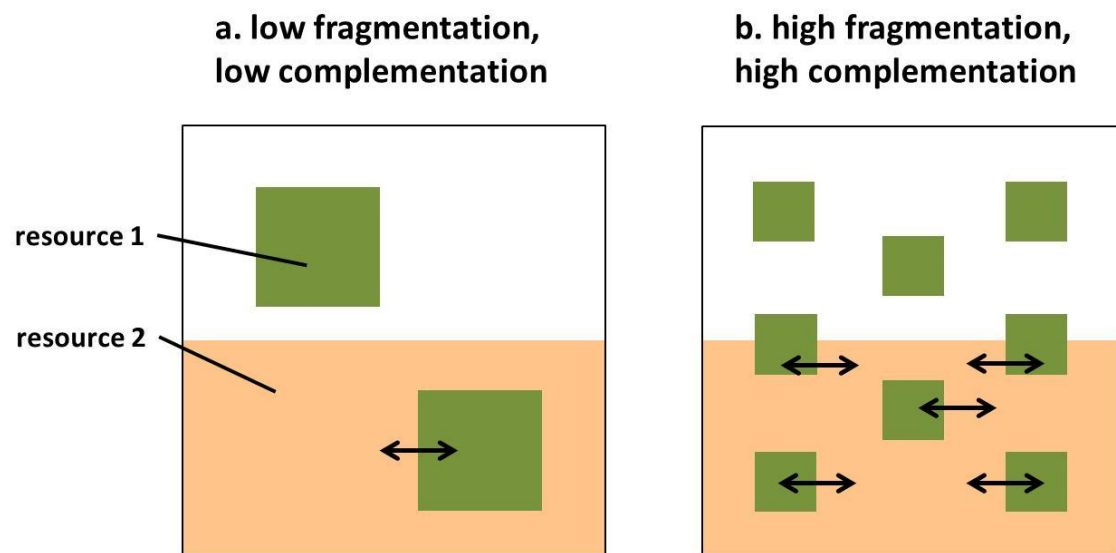 a. low fragmentation,
low complementation
b. high fragmentation,
high complementation
resource 1
resource 2